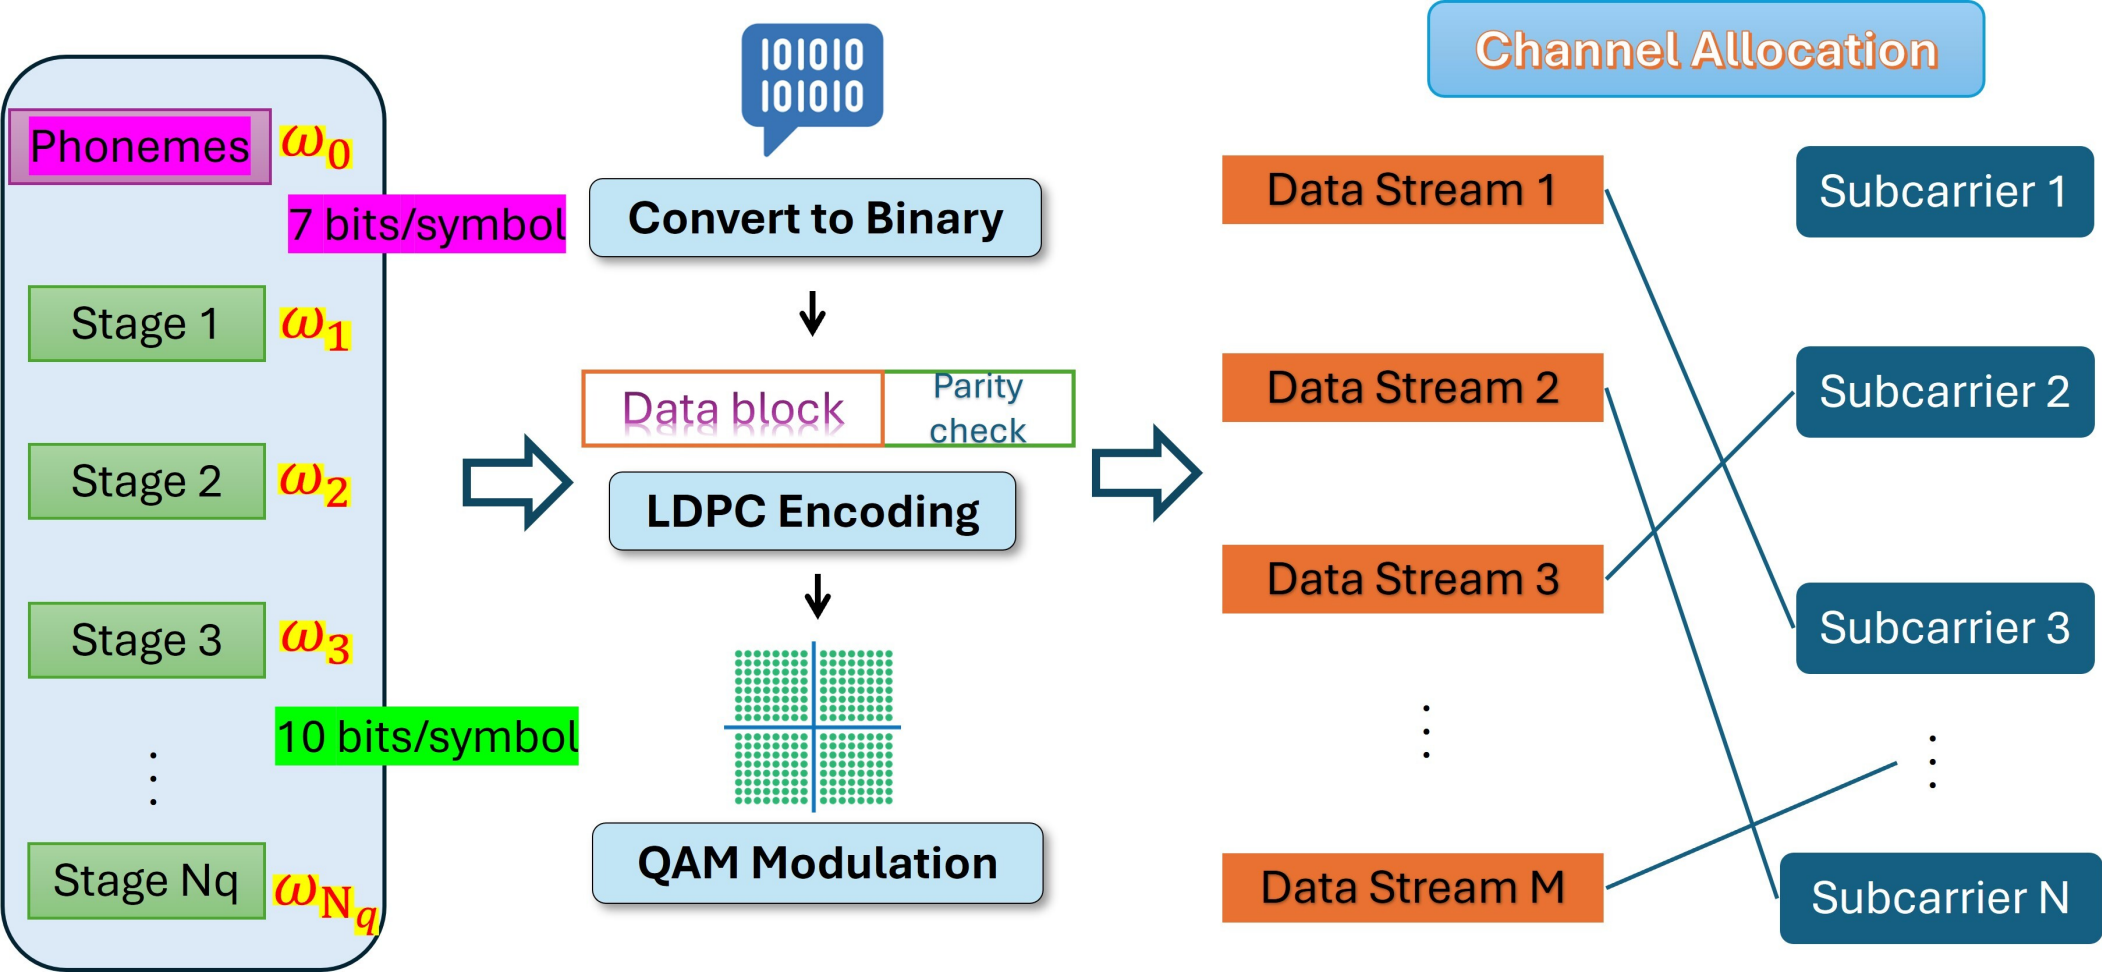 Phonemes ω0
7 bits/symbol
Stage 1 ω1
Stage 2 ω2
Stage 3 ω3
10 bits/symbol
⋮
Stage Nq ωNq
101010
101010
Convert to Binary
Data block
Parity
check
LDPC Encoding
QAM Modulation
Channel Allocation
Data Stream 1
Data Stream 2
Data Stream 3
⋮
Data Stream M
Subcarrier 1
Subcarrier 2
Subcarrier 3
⋮
Subcarrier N